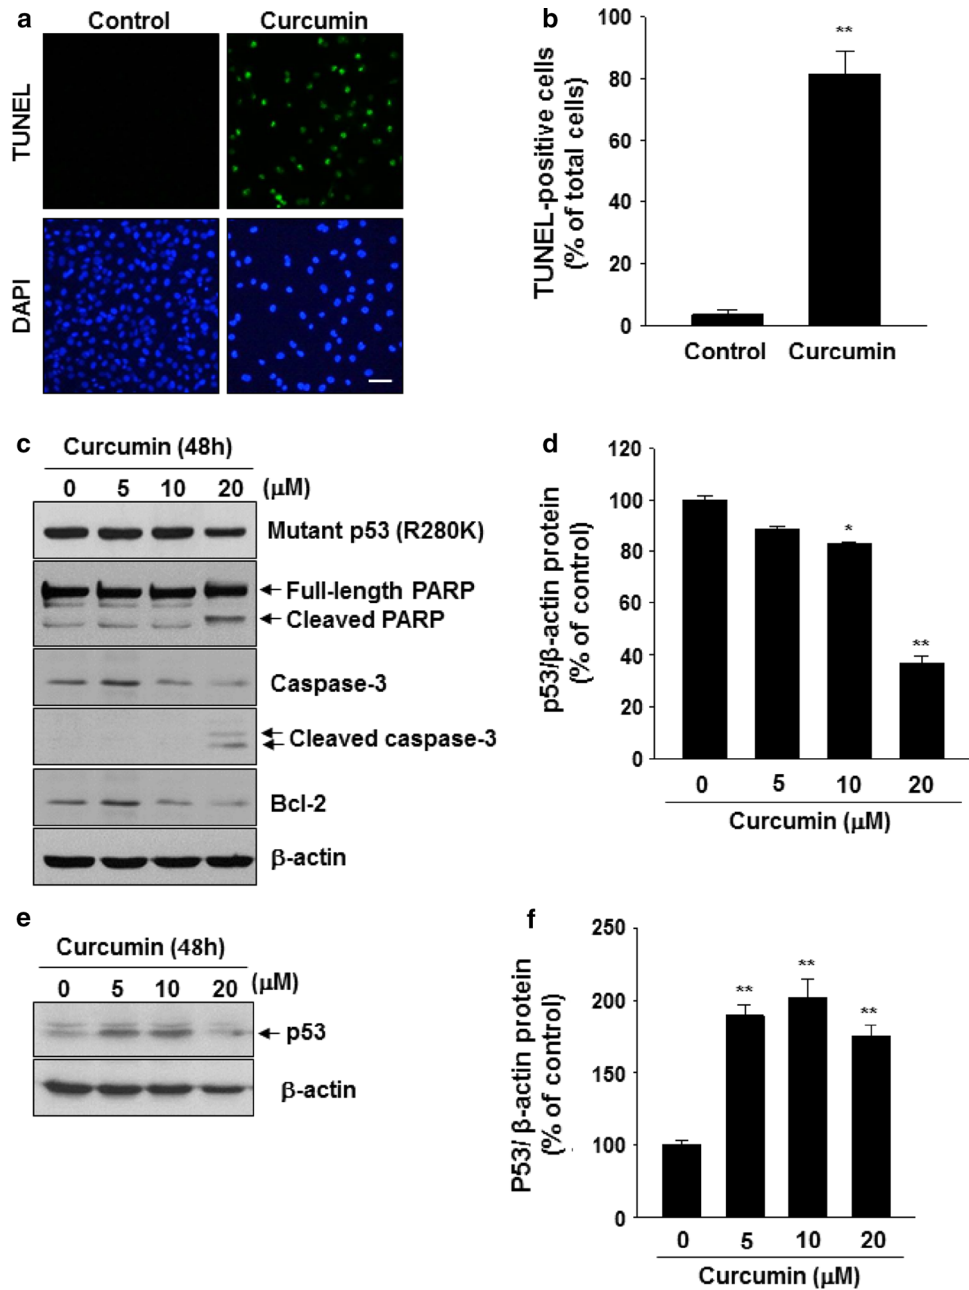 a
Control
Curcumin
TUNEL
DAPI
b
TUNEL-positive cells
(% of total cells)
100
80
60
40
20
0
**
Control
Curcumin
c
Curcumin (48h)
0 5 10 20 (μM)
Mutant p53 (R280K)
Full-length PARP
Cleaved PARP
Caspase-3
Cleaved caspase-3
Bcl-2
β-actin
d
p53/β-actin protein
(% of control)
120
100
80
60
40
20
0
*
**
0 5 10 20
Curcumin (μM)
e
Curcumin (48h)
0 5 10 20 (μM)
p53
β-actin
f
P53/ β-actin protein
(% of control)
250
200
150
100
0
**
**
**
0 5 10 20
Curcumin (μM)